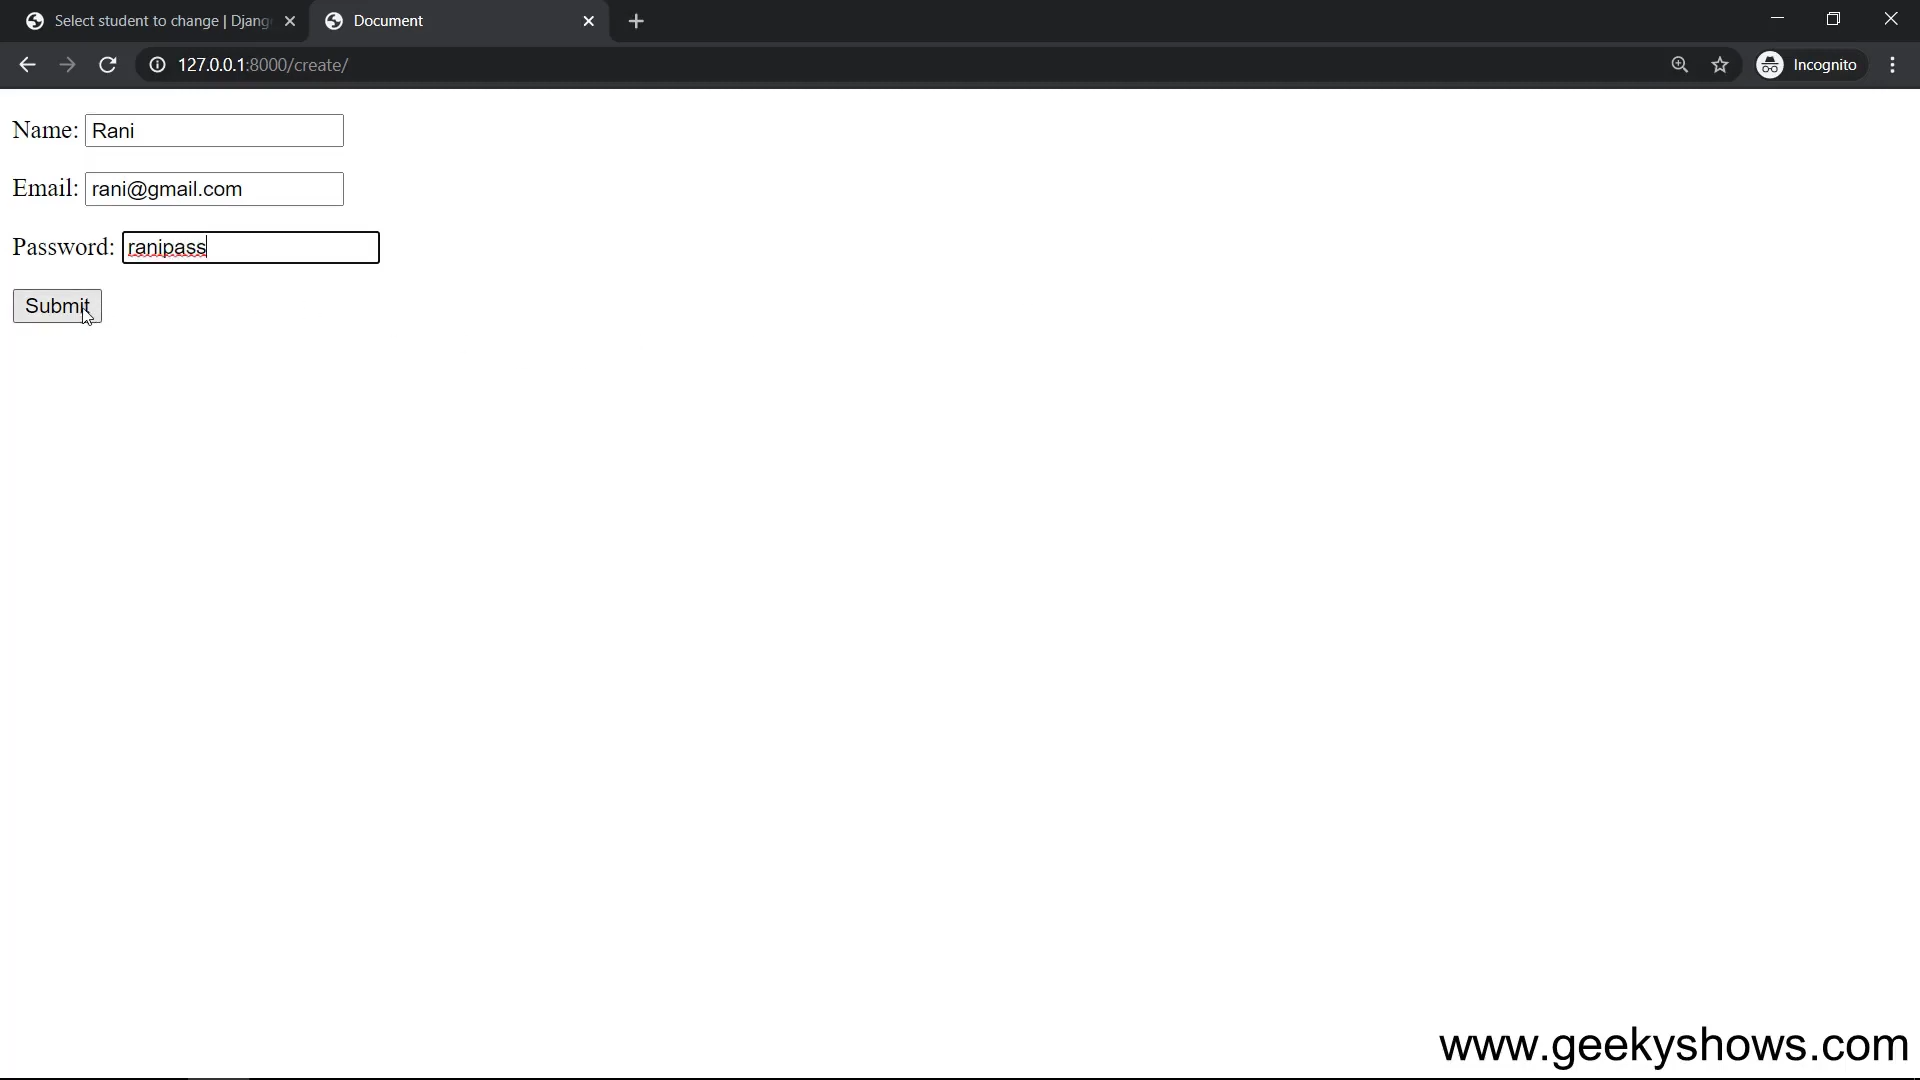 Select student to change | Djang
Document
127.0.0.1:8000/create/
Incognito
Name: Rani
Email: rani@gmail.com
Password: ranipass
Submit
www.geekyshows.com